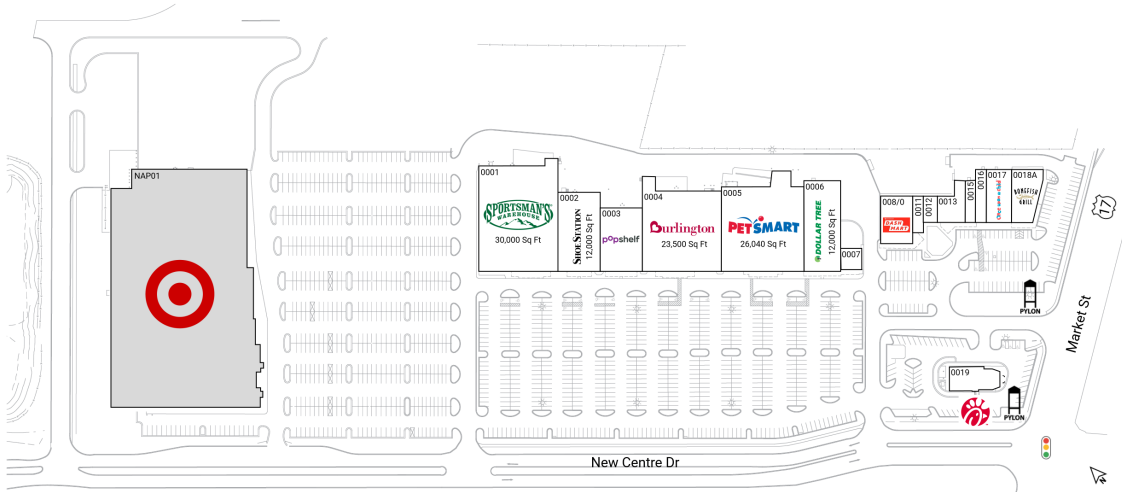 NAP01
0001
SPORTSMAN'S
WAREHOUSE
30,000 Sq Ft
0002
SHOE STATION
12,000 Sq Ft
0003
popshelf
0004
Burlington
23,500 Sq Ft
0005
PETSMART
26,040 Sq Ft
0006
DOLLAR TREE
12,000 Sq Ft
0007
008/0
DASH
MART
0011
0012
0013
0015
0016
0017
0018A
BONEFISH
GRILL
17
PYLON
Market St
0019
PYLON
New Centre Dr
N